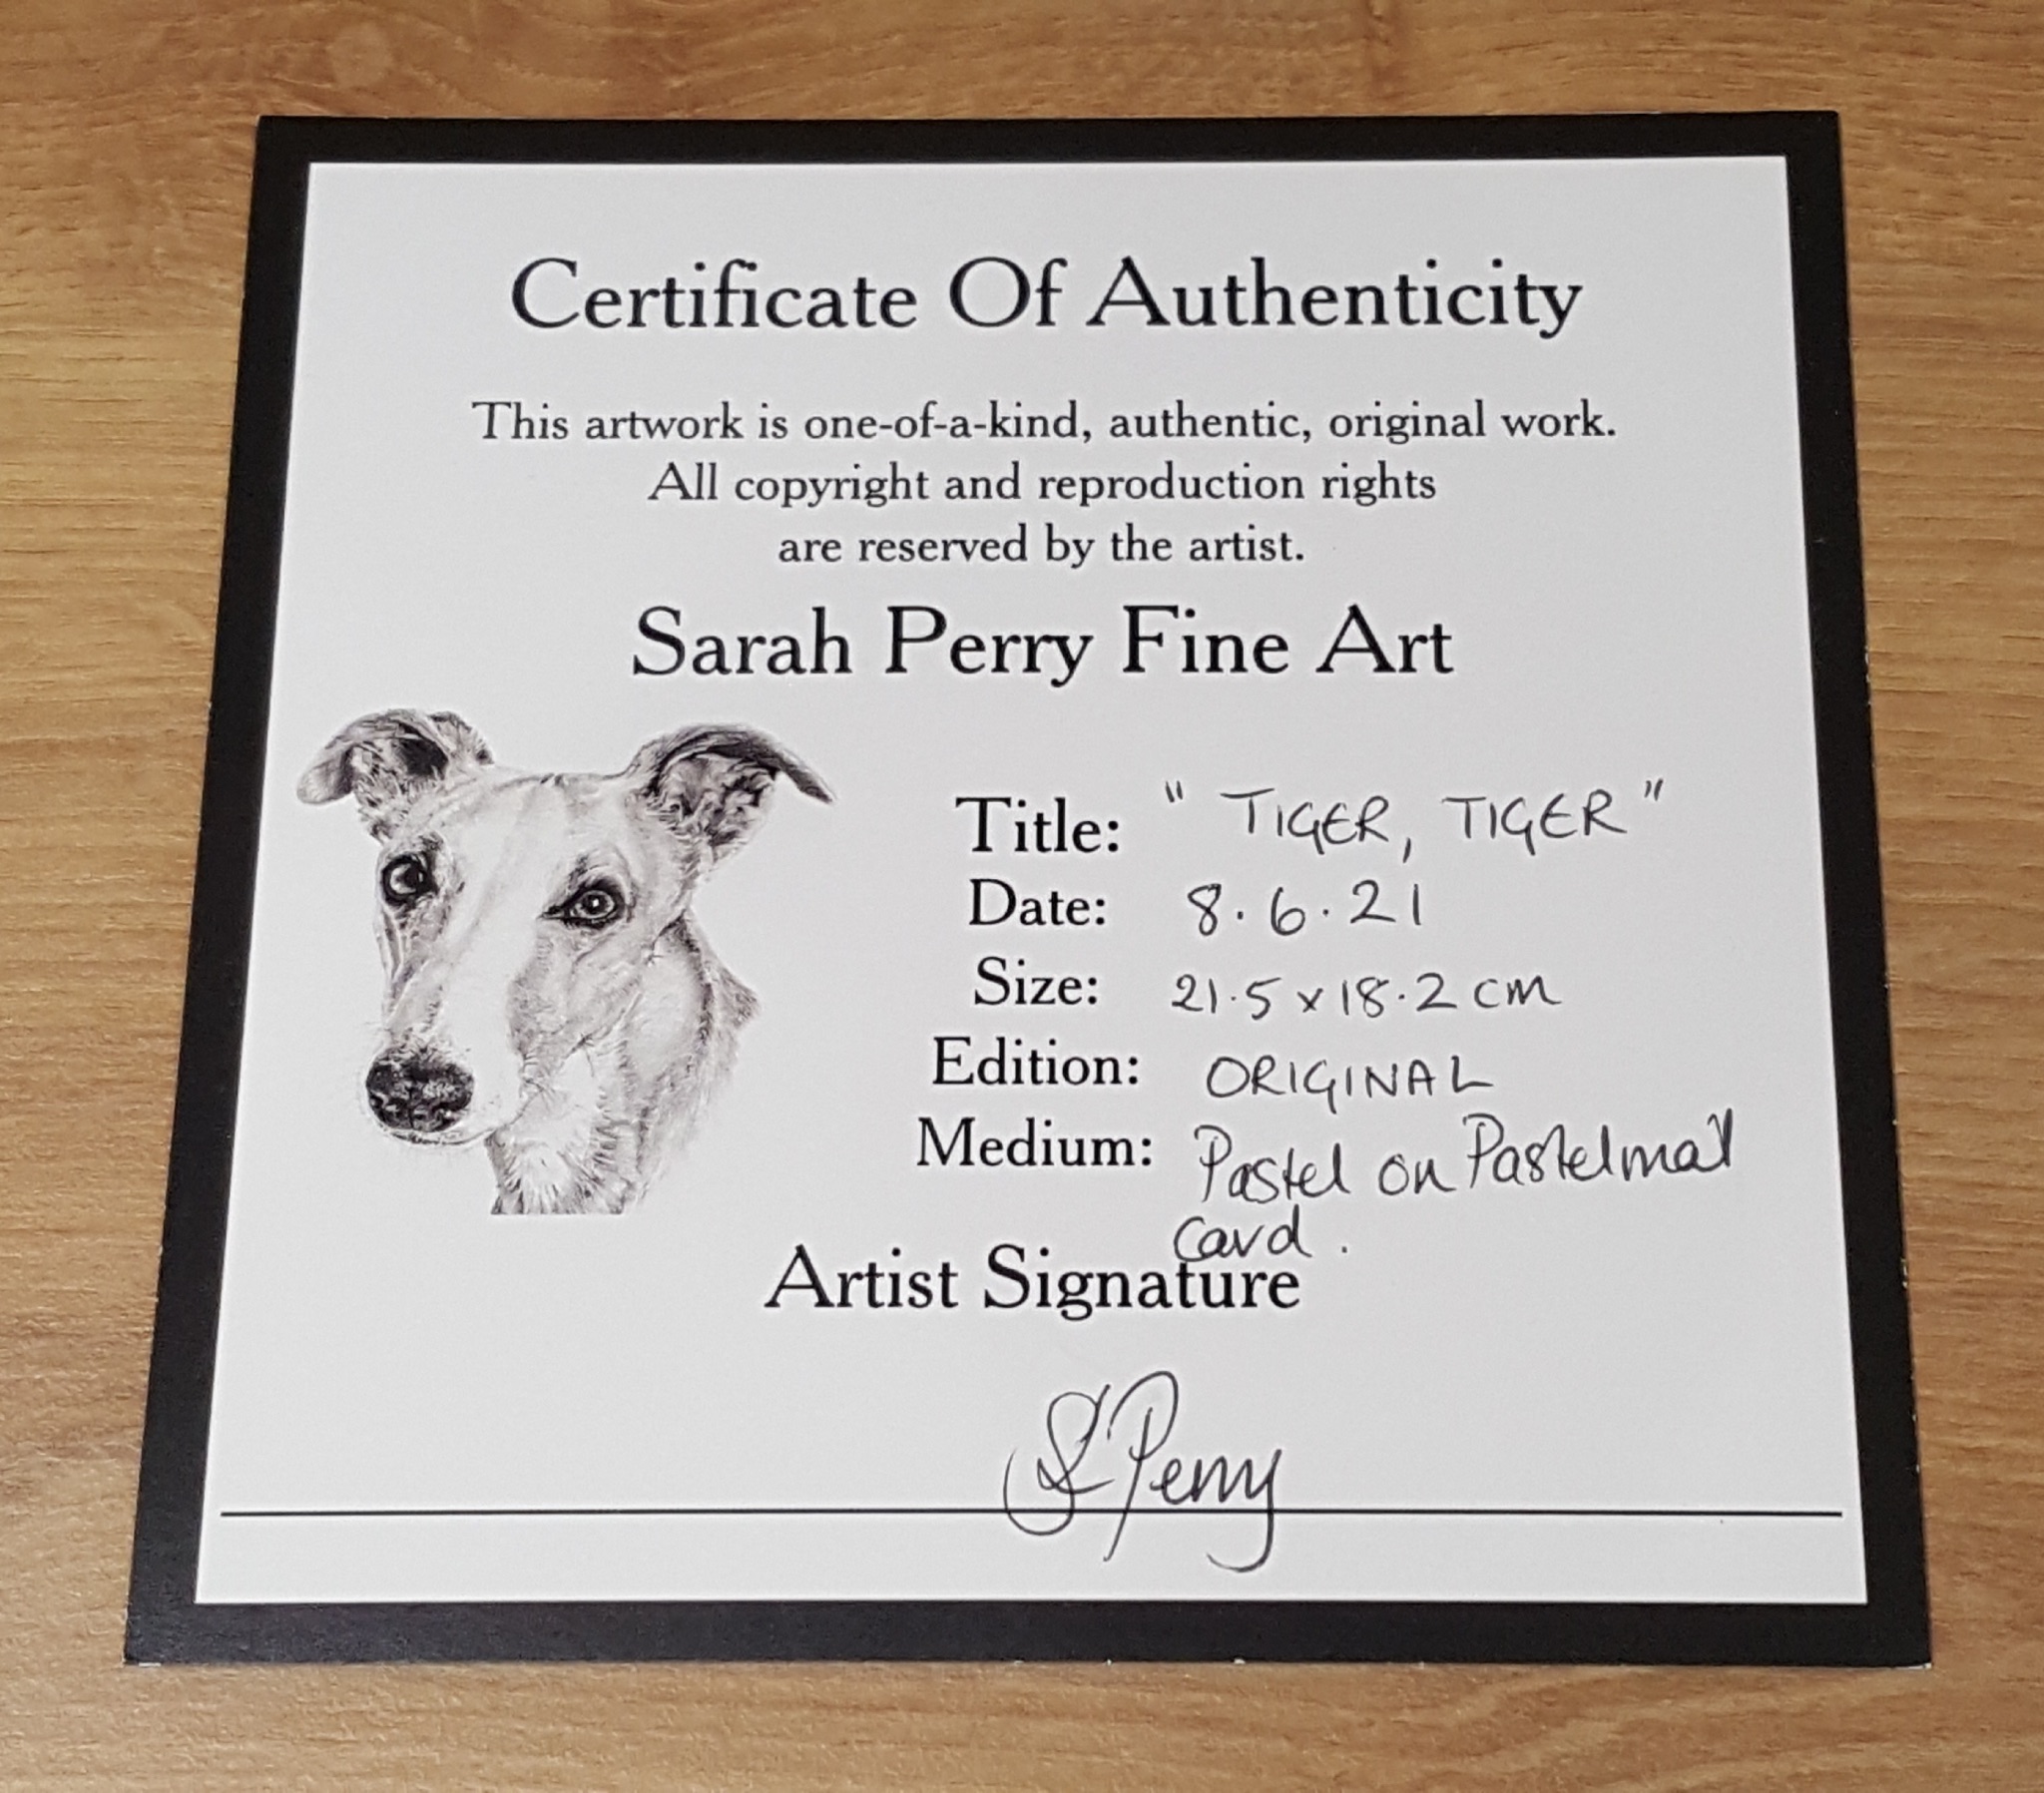 Certificate Of Authenticity
This artwork is one-of-a-kind, authentic, original work.
All copyright and reproduction rights
are reserved by the artist.
Sarah Perry Fine Art
Title: " TIGER, TIGER "
Date: 8.6.21
Size: 21.5 x 18.2 cm
Edition: ORIGINAL
Medium: Pastel on Pastelmat
card.
Artist Signature
S Perry